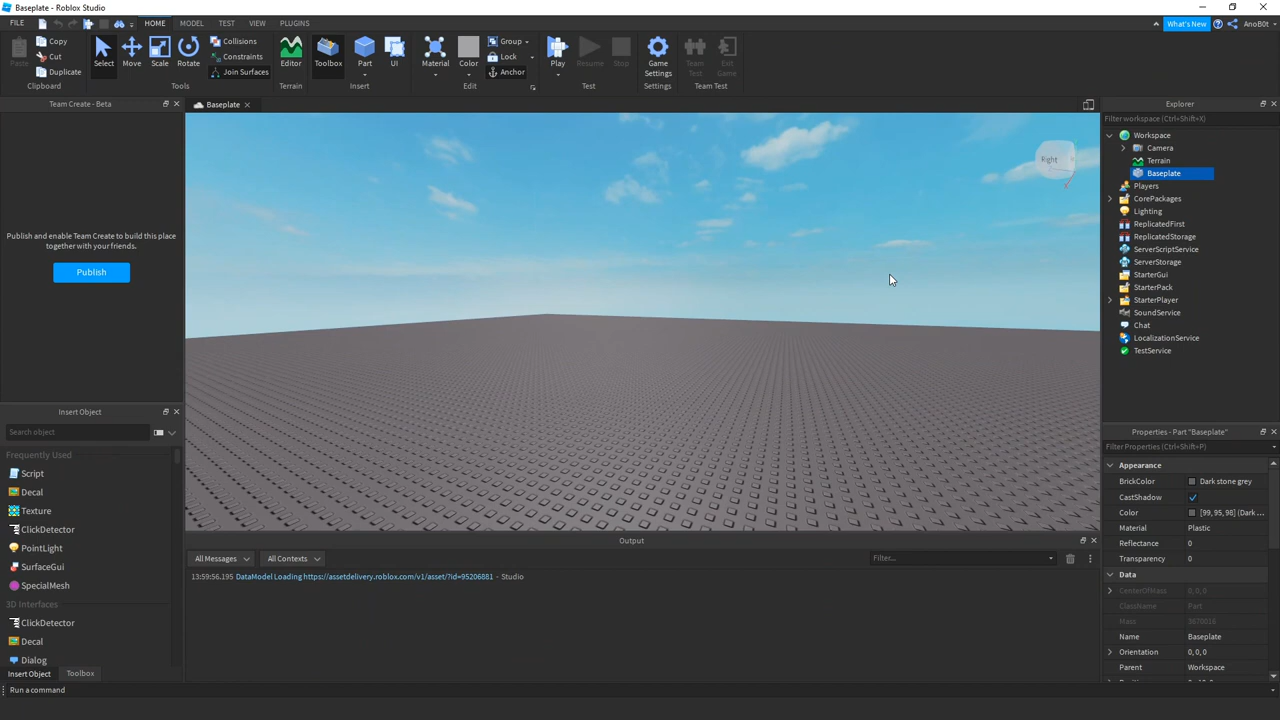 Baseplate - Roblox Studio
FILE HOME MODEL TEST VIEW PLUGINS What's New AnoB0t
Paste Copy Cut Duplicate Clipboard
Select Move Scale Rotate Collisions Constraints Join Surfaces Tools
Editor Terrain
Toolbox Part UI Insert
Material Color Group Lock Anchor Edit
Play Resume Stop Test
Game Settings Settings
Team Test Exit Game Team Test
Team Create - Beta
Publish and enable Team Create to build this place
together with your friends.
Publish
Insert Object
Search object
Frequently Used
Script
Decal
Texture
ClickDetector
PointLight
SurfaceGui
SpecialMesh
3D Interfaces
ClickDetector
Decal
Dialog
Insert Object Toolbox
Run a command
Baseplate
Right
Output
All Messages All Contexts Filter...
13:59:56.195 DataModel Loading https://assetdelivery.roblox.com/v1/asset/?id=95206881 - Studio
Explorer
Filter workspace (Ctrl+Shift+X)
Workspace
Camera
Terrain
Baseplate
Players
CorePackages
Lighting
ReplicatedFirst
ReplicatedStorage
ServerScriptService
ServerStorage
StarterGui
StarterPack
StarterPlayer
SoundService
Chat
LocalizationService
TestService
Properties - Part "Baseplate"
Filter Properties (Ctrl+Shift+P)
Appearance
BrickColor Dark stone grey
CastShadow
Color [99, 95, 98] (Dark ...
Material Plastic
Reflectance 0
Transparency 0
Data
CenterOfMass 0, 0, 0
ClassName Part
Mass 3670016
Name Baseplate
Orientation 0, 0, 0
Parent Workspace